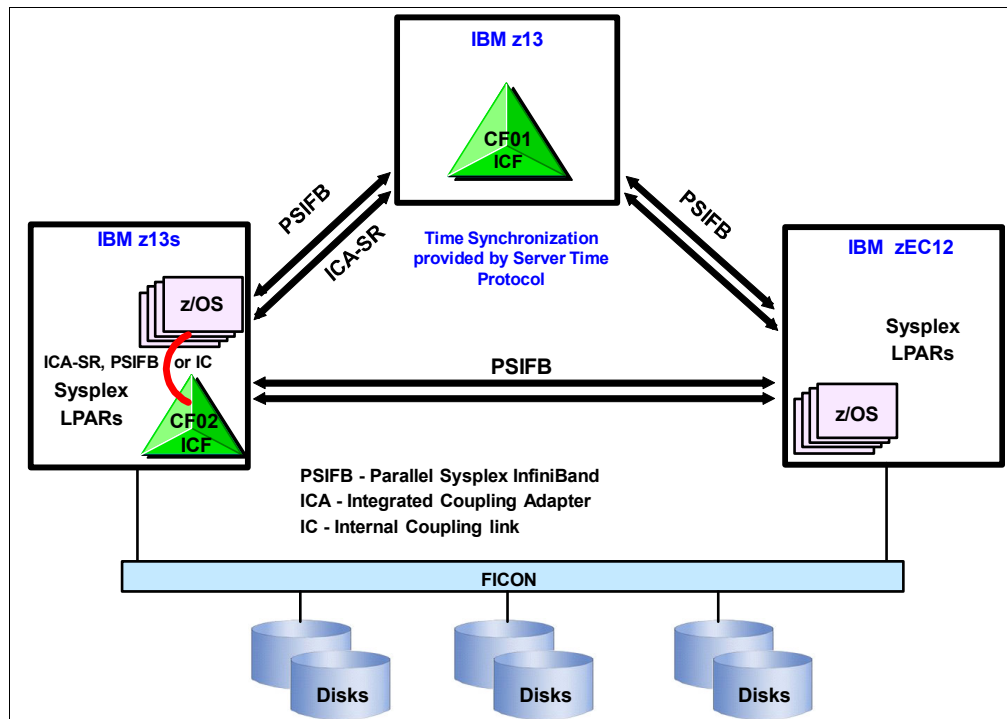 IBM z13
CF01
ICF
PSIFB
ICA-SR
PSIFB
Time Synchronization
provided by Server Time
Protocol
IBM z13s
z/OS
ICA-SR, PSIFB or IC
Sysplex
LPARs
CF02
ICF
PSIFB
IBM zEC12
Sysplex
LPARs
z/OS
PSIFB - Parallel Sysplex InfiniBand
ICA - Integrated Coupling Adapter
IC - Internal Coupling link
FICON
Disks
Disks
Disks